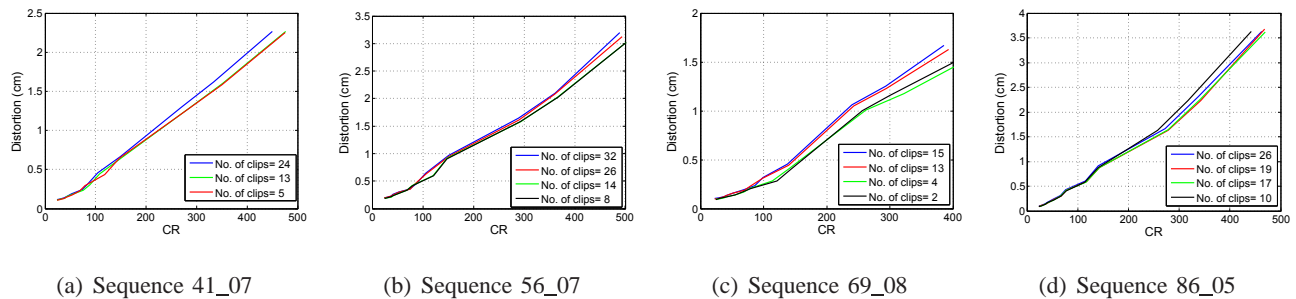 2.5
2
1.5
1
0.5
0
Distortion (cm)
0 100 200 300 400 500
CR
No. of clips= 24
No. of clips= 13
No. of clips= 5
(a) Sequence 41_07
3.5
3
2.5
2
1.5
1
0.5
0
Distortion (cm)
0 100 200 300 400 500
CR
No. of clips= 32
No. of clips= 26
No. of clips= 14
No. of clips= 8
(b) Sequence 56_07
2
1.5
1
0.5
0
Distortion (cm)
0 100 200 300 400
CR
No. of clips= 15
No. of clips= 13
No. of clips= 4
No. of clips= 2
(c) Sequence 69_08
4
3.5
3
2.5
2
1.5
1
0.5
0
Distortion (cm)
0 100 200 300 400 500
CR
No. of clips= 26
No. of clips= 19
No. of clips= 17
No. of clips= 10
(d) Sequence 86_05